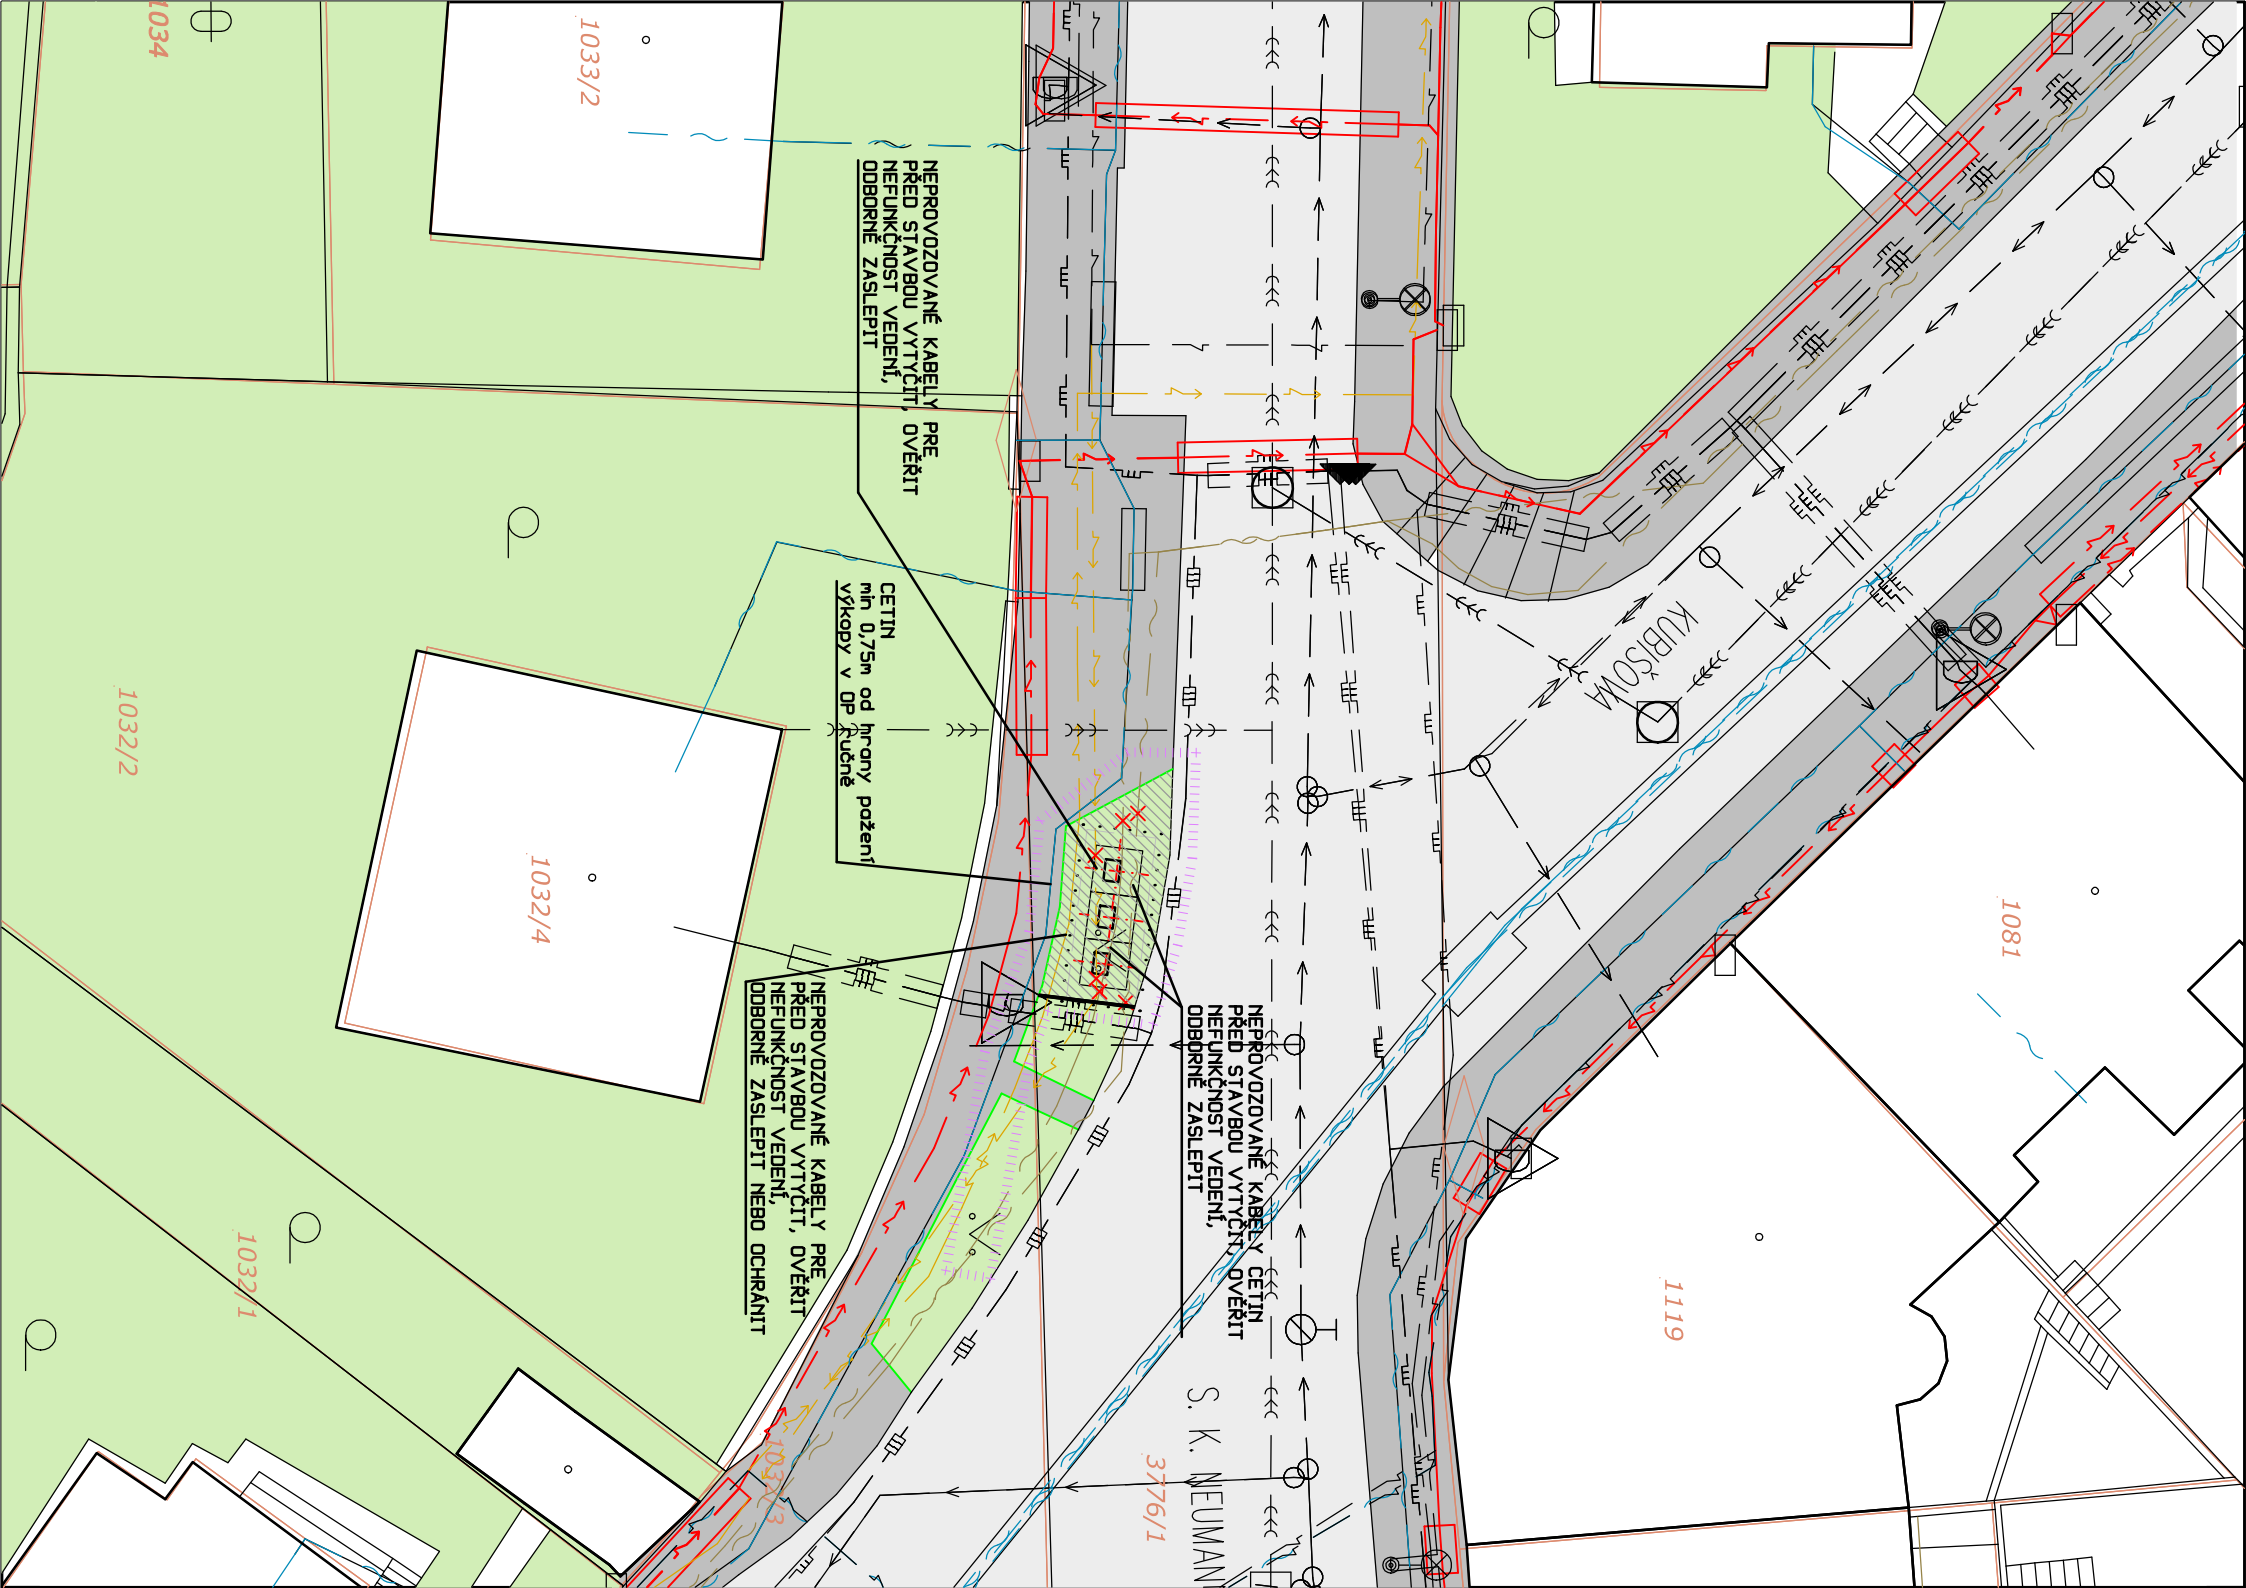 1034
1033/2
NEPROVOZOVANÉ KABELY PRE
PŘED STAVBOU VYTYČIT, OVĚŘIT
NEFUNKČNOST VEDENÍ,
ODBORNĚ ZASLEPIT
CETIN
min 0,75m od hrany pažení
výkopy v OP ručně
KUBIŠOVA
1032/2
1032/4
1081
NEPROVOZOVANÉ KABELY PRE
PŘED STAVBOU VYTYČIT, OVĚŘIT
NEFUNKČNOST VEDENÍ,
ODBORNĚ ZASLEPIT NEBO OCHRÁNIT
NEPROVOZOVANÉ KABELY CETIN
PŘED STAVBOU VYTYČIT, OVĚŘIT
NEFUNKČNOST VEDENÍ,
ODBORNĚ ZASLEPIT
1032/1
1119
S. K. NEUMAN
1032/3
3776/1